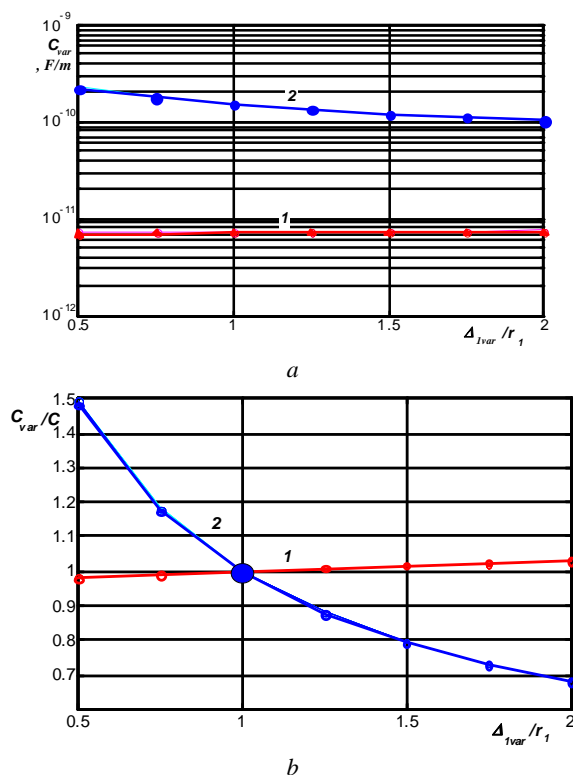 10⁻⁹
C_var
, F/m
2
10⁻¹⁰
1
10⁻¹¹
10⁻¹²
0.5 1 1.5 2
Δ_1var /r_1
a
1.5
C_var /C
1.4
1.3
1.2
2
1.1
1
1
0.9
0.8
0.7
0.5 1 1.5 2
Δ_1var /r_1
b